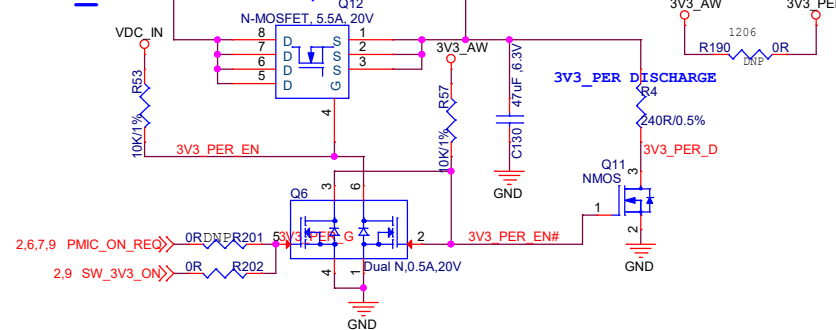 Q12
N-MOSFET, 5.5A, 20V
3V3_AW
3V3_PER
1206
R190
0R
DNP
VDC_IN
8
7
6
5
D
D
D
D
S
S
S
G
1
2
3
4
3V3_AW
R53
10K/1%
R57
10K/1%
47uF,6.3V
C130
GND
3V3_PER DISCHARGE
R4
240R/0.5%
3V3_PER_D
Q11
NMOS
3
1
2
GND
3V3_PER_EN
Q6
3
6
5
3V3_PER_G
2
3V3_PER_EN#
4
1
Dual N,0.5A,20V
GND
2,6,7,9 PMIC_ON_REQ
0R
DNP
R201
2,9 SW_3V3_ON
0R
R202